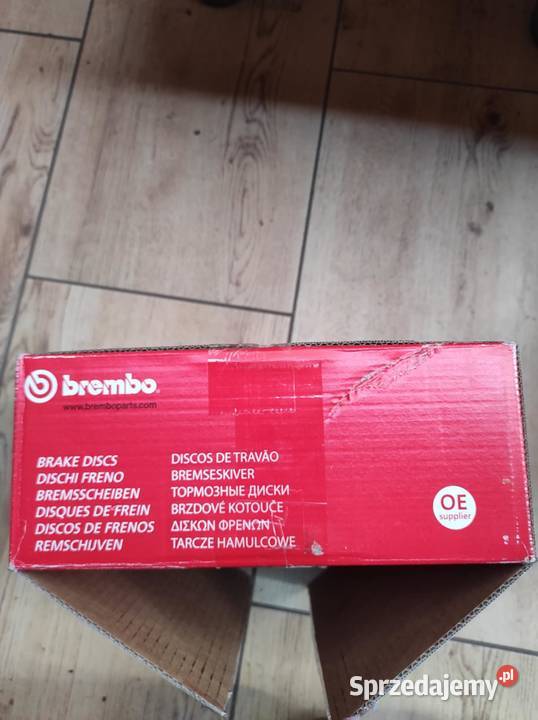 brembo
www.bremboparts.com
BRAKE DISCS
DISCHI FRENO
BREMSSCHEIBEN
DISQUES DE FREIN
DISCOS DE FRENOS
REMSCHIJVEN
DISCOS DE TRAVÃO
BREMSESKIVER
ТОРМОЗНЫЕ ДИСКИ
BRZDOVÉ KOTOUČE
ΔΙΣΚΩΝ ΦΡΕΝΩΝ
TARCZE HAMULCOWE
OE
supplier
Sprzedajemy.pl